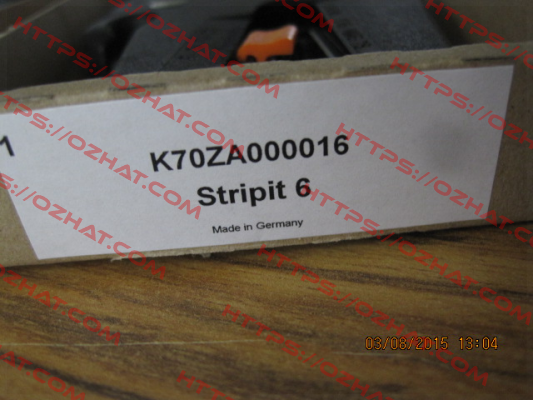 1
K70ZA000016
Stripit 6
Made in Germany
03/08/2015 13:04
HTTPS://OZHAT.COM